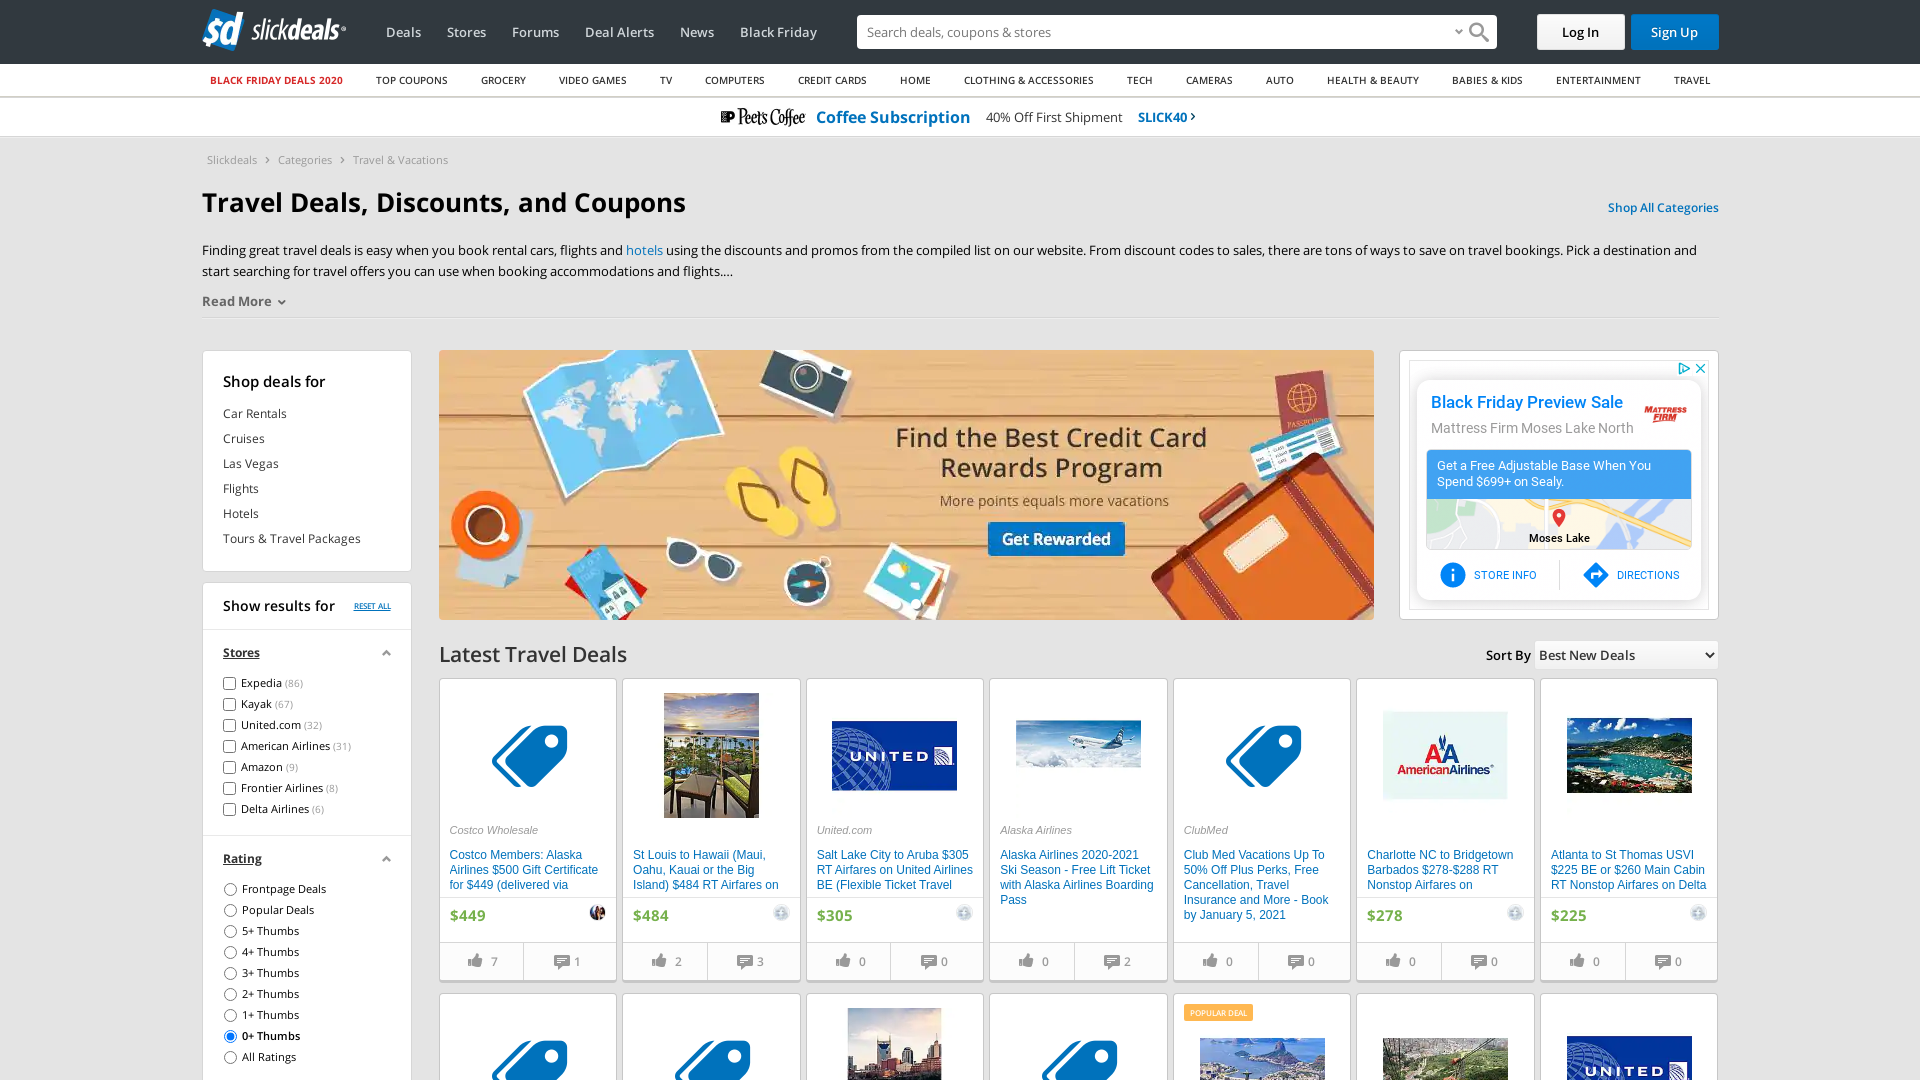 sd slickdeals
Deals
Stores
Forums
Deal Alerts
News
Black Friday
Search deals, coupons & stores
Log In
Sign Up
BLACK FRIDAY DEALS 2020
TOP COUPONS
GROCERY
VIDEO GAMES
TV
COMPUTERS
CREDIT CARDS
HOME
CLOTHING & ACCESSORIES
TECH
CAMERAS
AUTO
HEALTH & BEAUTY
BABIES & KIDS
ENTERTAINMENT
TRAVEL
Peet's Coffee
Coffee Subscription
40% Off First Shipment
SLICK40
Slickdeals
Categories
Travel & Vacations
Travel Deals, Discounts, and Coupons
Shop All Categories
Finding great travel deals is easy when you book rental cars, flights and hotels using the discounts and promos from the compiled list on our website. From discount codes to sales, there are tons of ways to save on travel bookings. Pick a destination and
start searching for travel offers you can use when booking accommodations and flights....
Read More
Shop deals for
Car Rentals
Cruises
Las Vegas
Flights
Hotels
Tours & Travel Packages
Show results for
RESET ALL
Stores
Expedia (86)
Kayak (67)
United.com (32)
American Airlines (31)
Amazon (9)
Frontier Airlines (8)
Delta Airlines (6)
Rating
Frontpage Deals
Popular Deals
5+ Thumbs
4+ Thumbs
3+ Thumbs
2+ Thumbs
1+ Thumbs
0+ Thumbs
All Ratings
Find the Best Credit Card
Rewards Program
More points equals more vacations
Get Rewarded
PASSPORT
Black Friday Preview Sale
Mattress Firm Moses Lake North
MATTRESS
FIRM
Get a Free Adjustable Base When You
Spend $699+ on Sealy.
Moses Lake
STORE INFO
DIRECTIONS
Latest Travel Deals
Sort By
Best New Deals
Costco Wholesale
Costco Members: Alaska
Airlines $500 Gift Certificate
for $449 (delivered via
$449
7
1
St Louis to Hawaii (Maui,
Oahu, Kauai or the Big
Island) $484 RT Airfares on
$484
2
3
UNITED
United.com
Salt Lake City to Aruba $305
RT Airfares on United Airlines
BE (Flexible Ticket Travel
$305
0
0
Alaska Airlines
Alaska Airlines 2020-2021
Ski Season - Free Lift Ticket
with Alaska Airlines Boarding
Pass
0
2
ClubMed
Club Med Vacations Up To
50% Off Plus Perks, Free
Cancellation, Travel
Insurance and More - Book
by January 5, 2021
0
0
AA
AmericanAirlines
Charlotte NC to Bridgetown
Barbados $278-$288 RT
Nonstop Airfares on
$278
0
0
Atlanta to St Thomas USVI
$225 BE or $260 Main Cabin
RT Nonstop Airfares on Delta
$225
0
0
POPULAR DEAL
UNITED